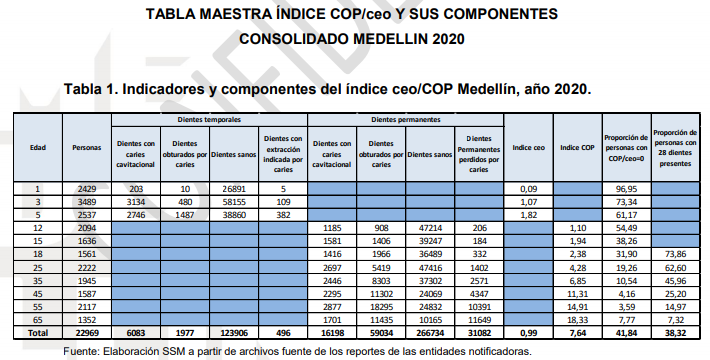 TABLA MAESTRA ÍNDICE COP/ceo Y SUS COMPONENTES
CONSOLIDADO MEDELLIN 2020
Tabla 1. Indicadores y componentes del índice ceo/COP Medellín, año 2020.
Edad Personas Dientes temporales Dientes permanentes Indice ceo Indice COP Proporción de personas con COP/ceo=0 Proporción de personas con 28 dientes presentes
Dientes con caries cavitacional Dientes obturados por caries Dientes sanos Dientes con extracción indicada por caries Dientes con caries cavitacional Dientes obturados por caries Dientes sanos Dientes Permanentes perdidos por caries
1 2429 203 10 26891 5 0,09 96,95
3 3489 3134 480 58155 109 1,07 73,34
5 2537 2746 1487 38860 382 1,82 61,17
12 2094 1185 908 47214 206 1,10 54,49
15 1636 1581 1406 39247 184 1,94 38,26
18 1561 1416 1966 36489 332 2,38 31,90 73,86
25 2222 2697 5419 47416 1402 4,28 19,26 62,60
35 1945 2446 8303 37302 2571 6,85 10,54 45,96
45 1587 2295 11302 24069 4347 11,31 4,16 25,20
55 2117 2877 18295 24832 10391 14,91 3,59 14,97
65 1352 1701 11435 10165 11649 18,33 7,77 7,32
Total 22969 6083 1977 123906 496 16198 59034 266734 31082 0,99 7,64 41,84 38,32
Fuente: Elaboración SSM a partir de archivos fuente de los reportes de las entidades notificadoras.